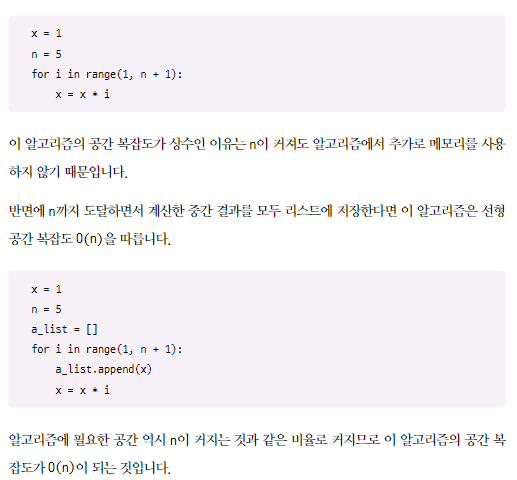 x = 1
n = 5
for i in range(1, n + 1):
    x = x * i
이 알고리즘의 공간 복잡도가 상수인 이유는 n이 커져도 알고리즘에서 추가로 메모리를 사용
하지 않기 때문입니다.
반면에 n까지 도달하면서 계산한 중간 결과를 모두 리스트에 저장한다면 이 알고리즘은 선형
공간 복잡도 O(n)을 따릅니다.
x = 1
n = 5
a_list = []
for i in range(1, n + 1):
    a_list.append(x)
    x = x * i
알고리즘에 필요한 공간 역시 n이 커지는 것과 같은 비율로 커지므로 이 알고리즘의 공간 복
잡도가 O(n)이 되는 것입니다.